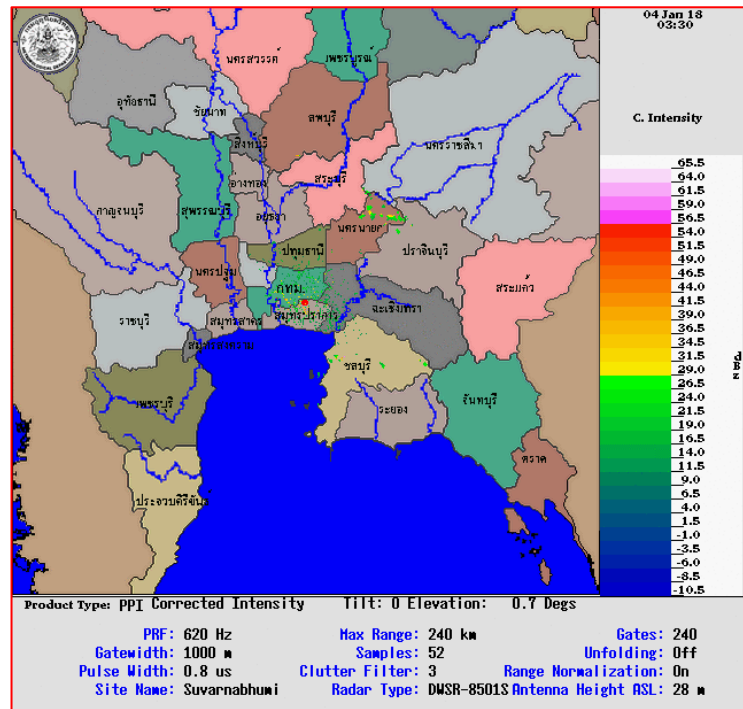 04 Jan 18
03:30
C. Intensity
65.5
64.0
61.5
59.0
56.5
54.0
51.5
49.0
46.5
44.0
41.5
39.0
36.5
34.0
31.5
29.0
26.5
24.0
21.5
19.0
16.5
14.0
11.5
9.0
6.5
4.0
1.5
-1.0
-3.5
-6.0
-8.5
-10.5
dBZ
นครสวรรค์
เพชรบูรณ์
อุทัยธานี
ชัยนาท
ลพบุรี
สิงห์บุรี
นครราชสีมา
อ่างทอง
สระบุรี
กาญจนบุรี
สุพรรณบุรี
อยุธยา
นครนายก
ปทุมธานี
ปราจีนบุรี
นครปฐม
กทม.
สระแก้ว
ราชบุรี
สมุทรสาคร
สมุทรปราการ
ฉะเชิงเทรา
สมุทรสงคราม
ชลบุรี
เพชรบุรี
ระยอง
จันทบุรี
ตราด
ประจวบคิรีขัน
Product Type: PPI Corrected Intensity Tilt: 0 Elevation: 0.7 Degs
PRF: 620 Hz Max Range: 240 km Gates: 240
Gatewidth: 1000 m Samples: 52 Unfolding: Off
Pulse Width: 0.8 us Clutter Filter: 3 Range Normalization: On
Site Name: Suvarnabhumi Radar Type: DWSR-8501S Antenna Height ASL: 28 m